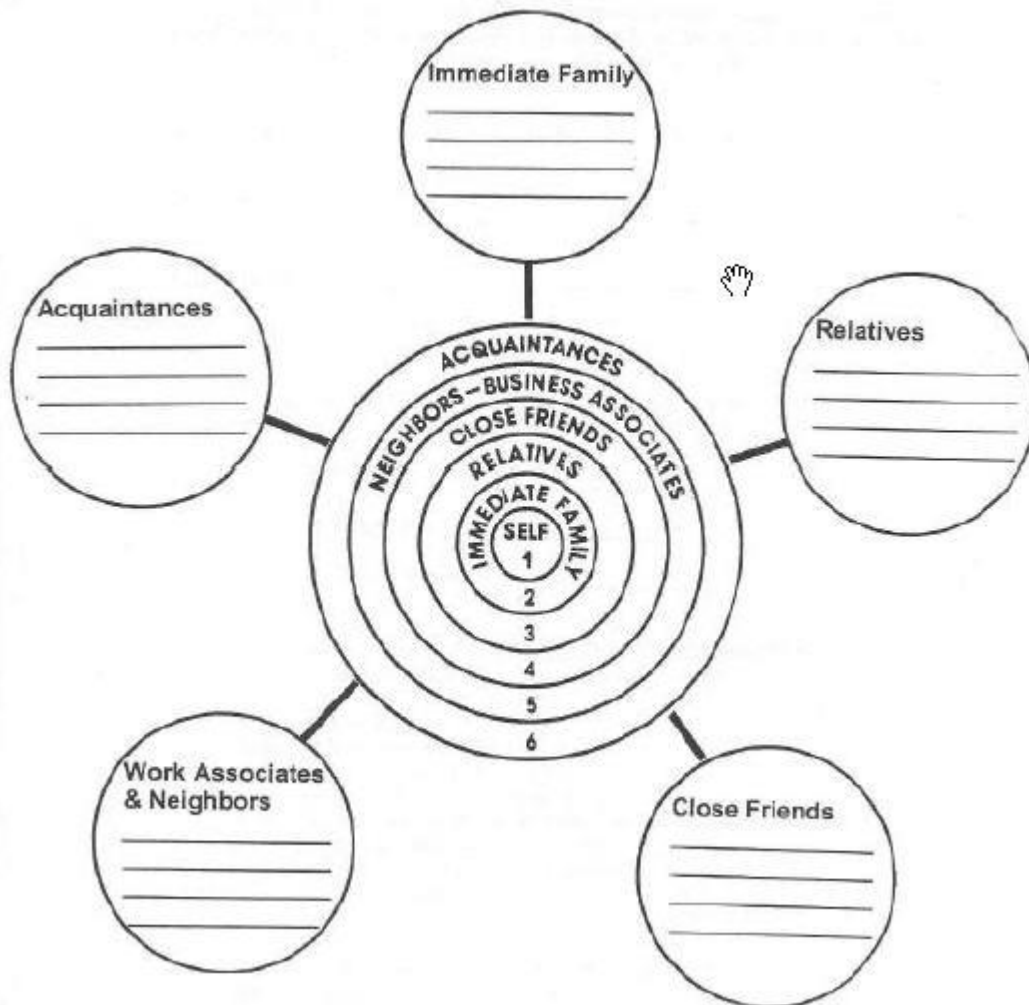 Immediate Family
Acquaintances
Relatives
ACQUAINTANCES
NEIGHBORS – BUSINESS ASSOCIATES
CLOSE FRIENDS
RELATIVES
IMMEDIATE FAMILY
SELF
1
2
3
4
5
6
Work Associates
& Neighbors
Close Friends